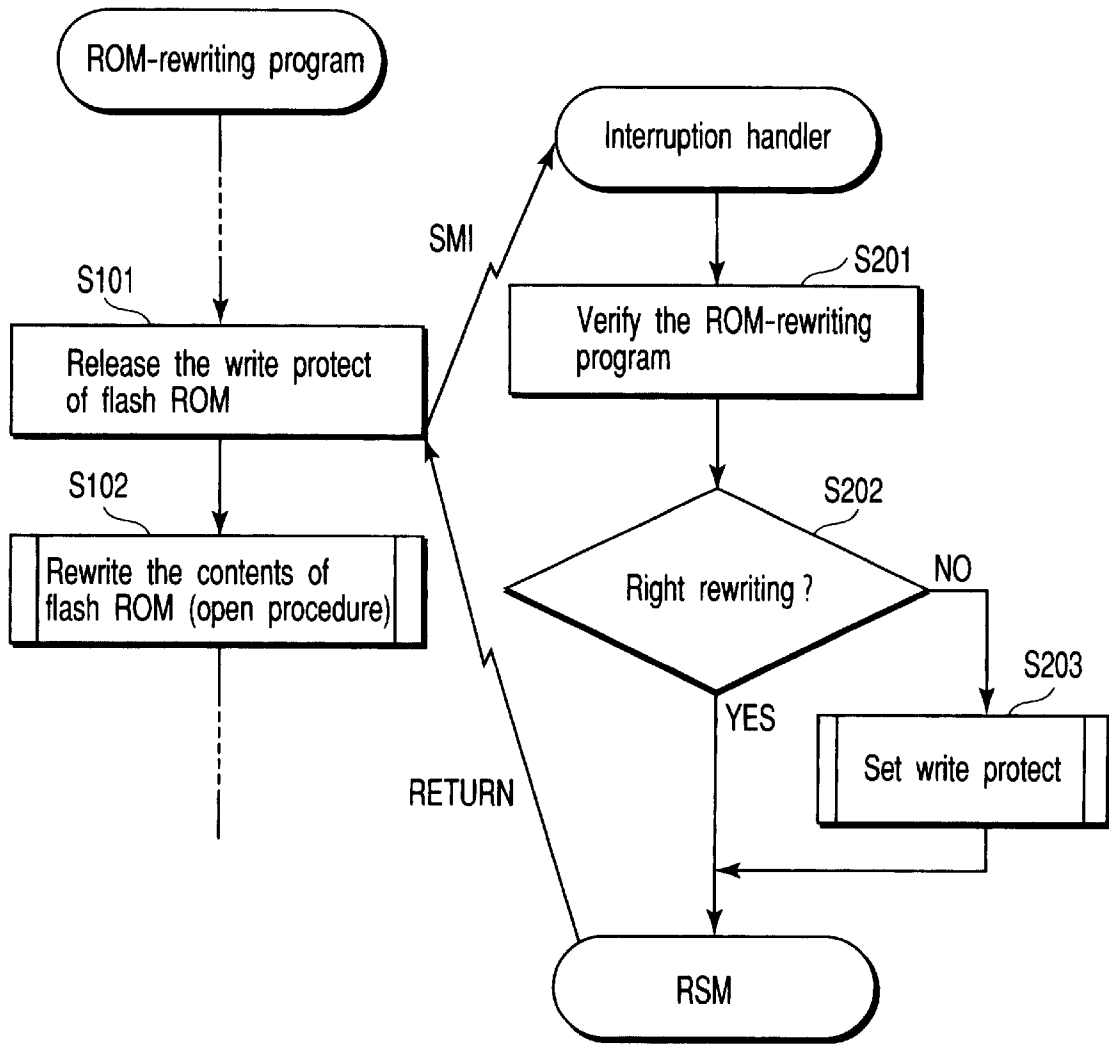 ROM-rewriting program
Interruption handler
SMI
S101
Release the write protect
of flash ROM
S102
Rewrite the contents of
flash ROM (open procedure)
S201
Verify the ROM-rewriting
program
S202
Right rewriting ?
NO
YES
S203
Set write protect
RETURN
RSM